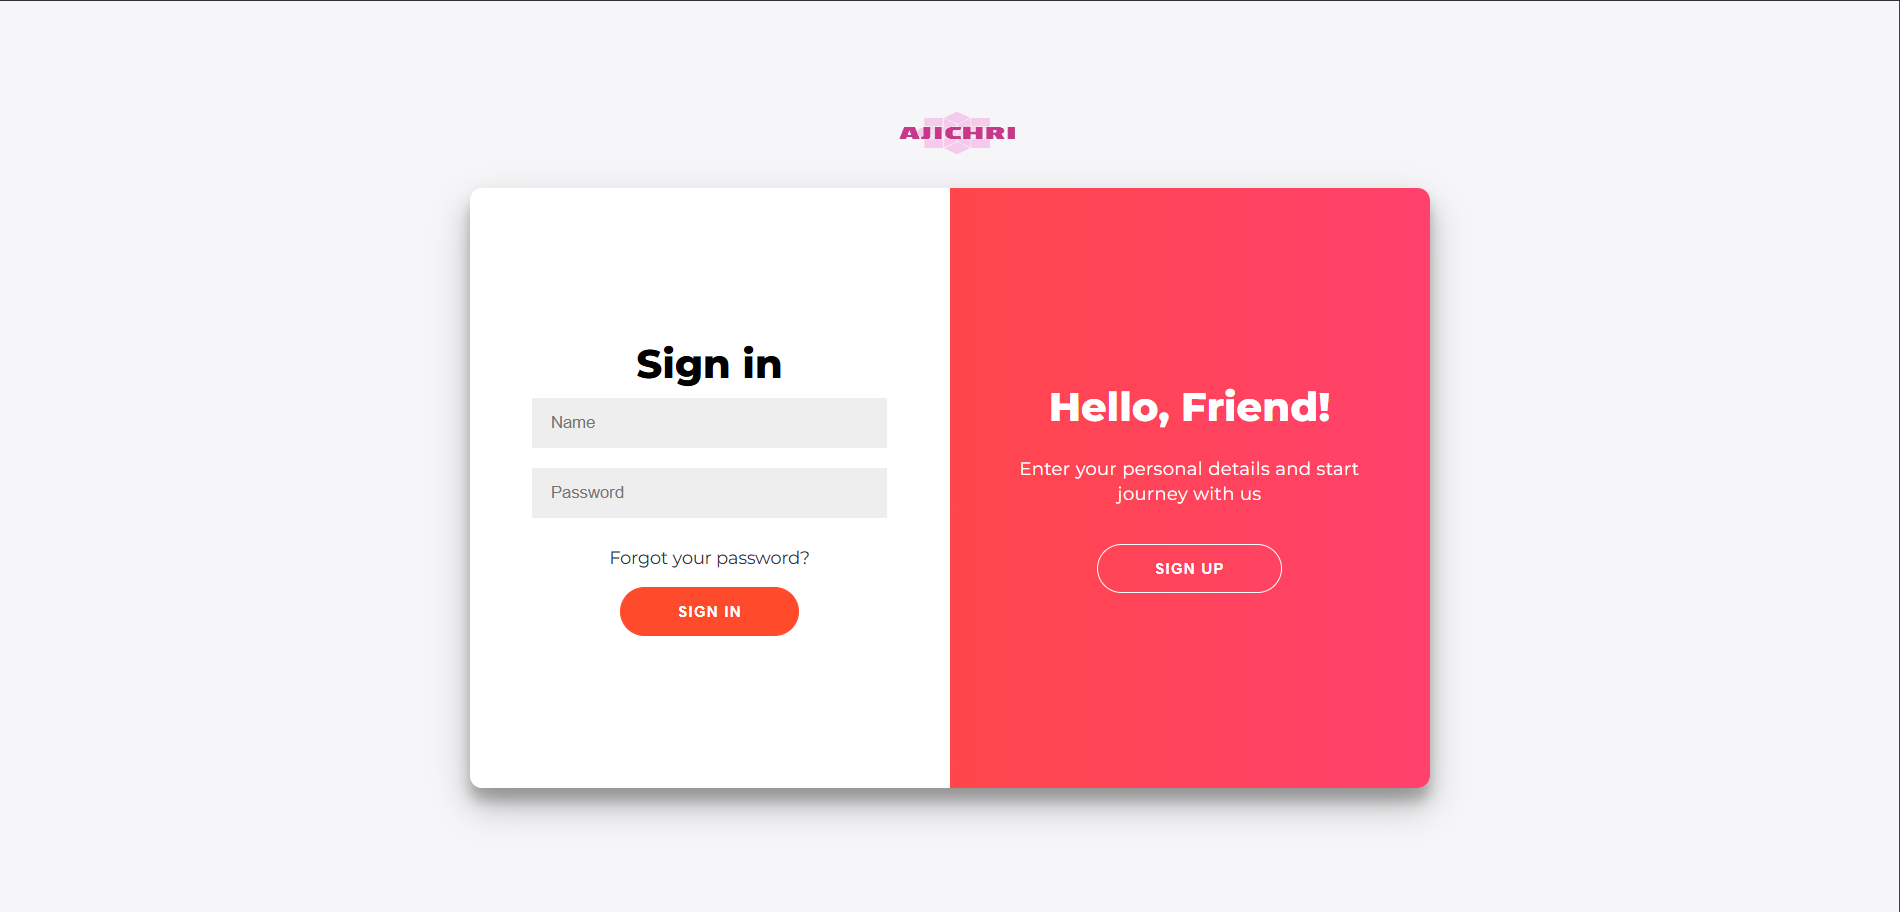 AJICHRI
Sign in
Name
Password
Forgot your password?
SIGN IN
Hello, Friend!
Enter your personal details and start
journey with us
SIGN UP